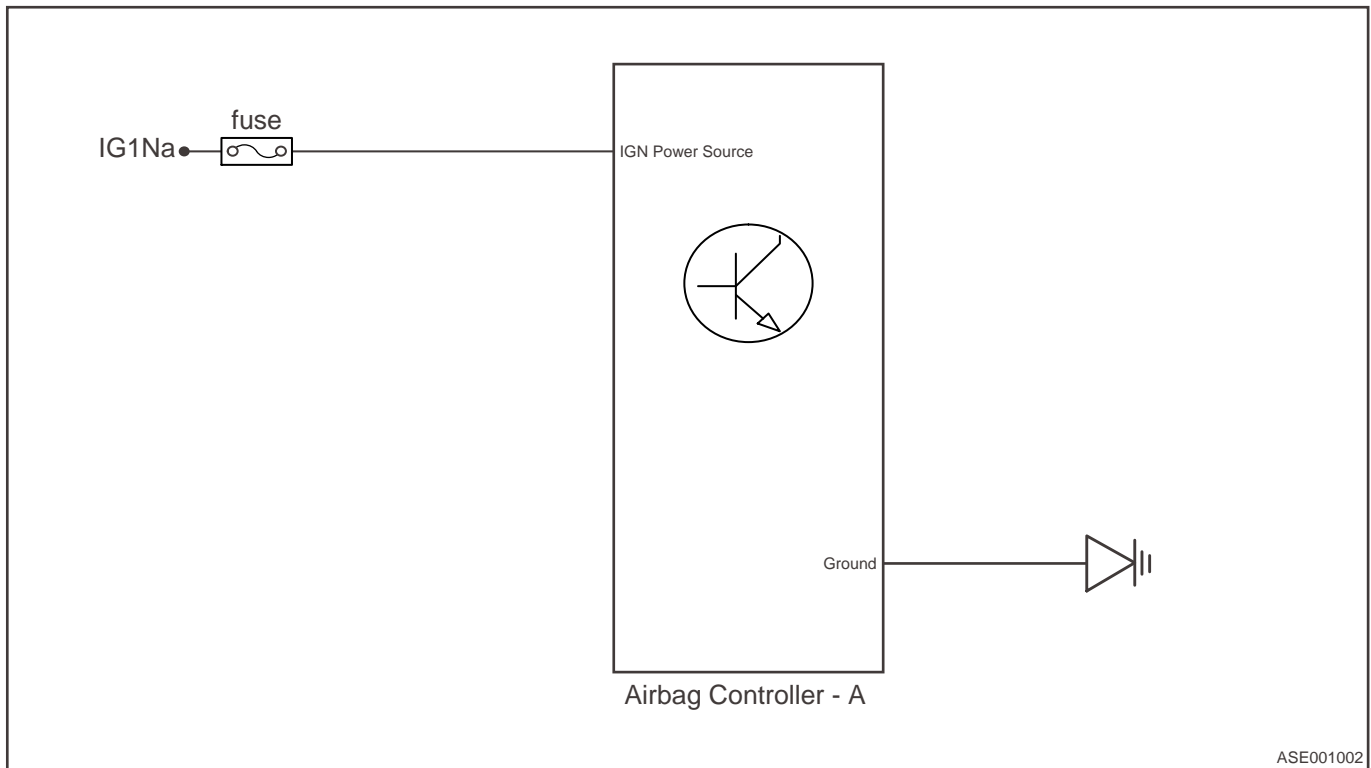 fuse
IG1Na
IGN Power Source
Ground
Airbag Controller - A
ASE001002